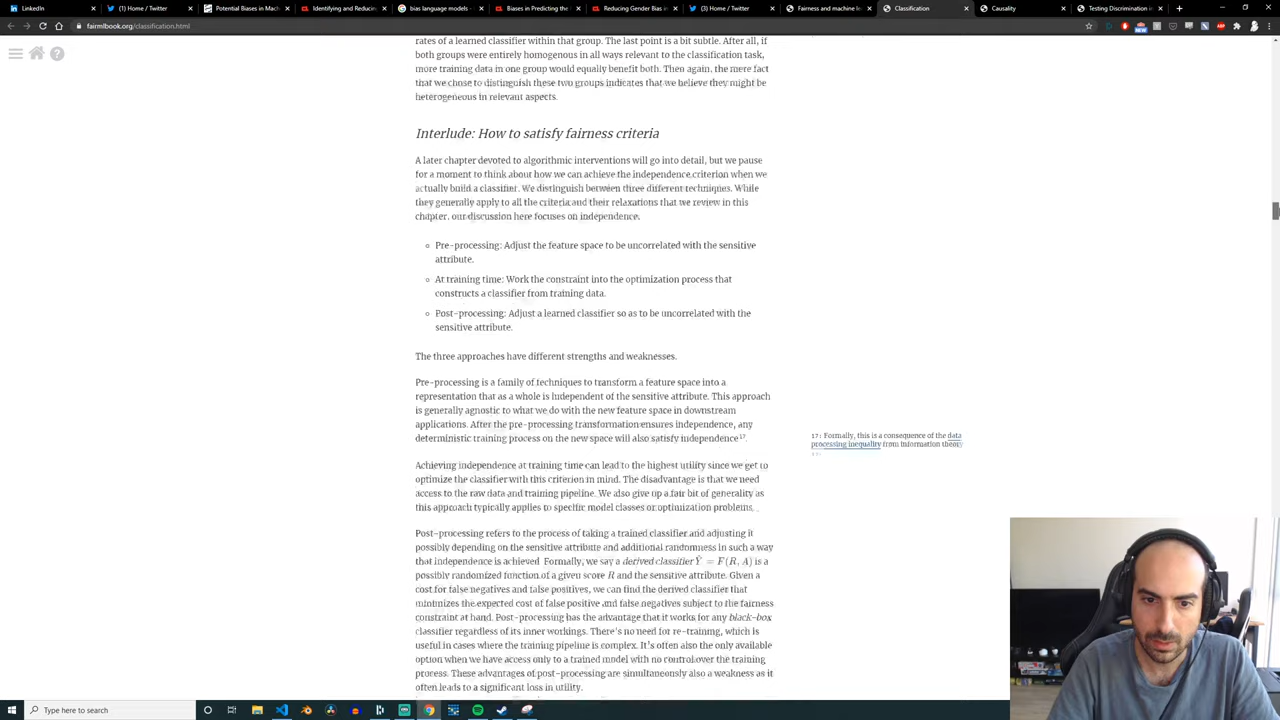 LinkedIn
(1) Home / Twitter
Potential Biases in Mach
Identifying and Reducin
bias language models -
Biases in Predicting the
Reducing Gender Bias in
(3) Home / Twitter
Fairness and machine le
Classification
Causality
Testing Discrimination in
fairmlbook.org/classification.html
rates of a learned classifier within that group. The last point is a bit subtle. After all, if
both groups were entirely homogenous in all ways relevant to the classification task,
more training data in one group would equally benefit both. Then again, the mere fact
that we chose to distinguish these two groups indicates that we believe they might be
heterogeneous in relevant aspects.
Interlude: How to satisfy fairness criteria
A later chapter devoted to algorithmic interventions will go into detail, but we pause
for a moment to think about how we can achieve the independence criterion when we
actually build a classifier. We distinguish between three different techniques. While
they generally apply to all the criteria and their relaxations that we review in this
chapter, our discussion here focuses on independence.
Pre-processing: Adjust the feature space to be uncorrelated with the sensitive
attribute.
At training time: Work the constraint into the optimization process that
constructs a classifier from training data.
Post-processing: Adjust a learned classifier so as to be uncorrelated with the
sensitive attribute.
The three approaches have different strengths and weaknesses.
Pre-processing is a family of techniques to transform a feature space into a
representation that as a whole is independent of the sensitive attribute. This approach
is generally agnostic to what we do with the new feature space in downstream
applications. After the pre-processing transformation ensures independence, any
deterministic training process on the new space will also satisfy independence17.
17: Formally, this is a consequence of the data
processing inequality from information theory
Achieving independence at training time can lead to the highest utility since we get to
optimize the classifier with this criterion in mind. The disadvantage is that we need
access to the raw data and training pipeline. We also give up a fair bit of generality as
this approach typically applies to specific model classes or optimization problems.
Post-processing refers to the process of taking a trained classifier and adjusting it
possibly depending on the sensitive attribute and additional randomness in such a way
that independence is achieved. Formally, we say a derived classifier Ŷ = F(R, A) is a
possibly randomized function of a given score R and the sensitive attribute. Given a
cost for false negatives and false positives, we can find the derived classifier that
minimizes the expected cost of false positive and false negatives subject to the fairness
constraint at hand. Post-processing has the advantage that it works for any black-box
classifier regardless of its inner workings. There's no need for re-training, which is
useful in cases where the training pipeline is complex. It's often also the only available
option when we have access only to a trained model with no control over the training
process. These advantages of post-processing are simultaneously also a weakness as it
often leads to a significant loss in utility.
Type here to search